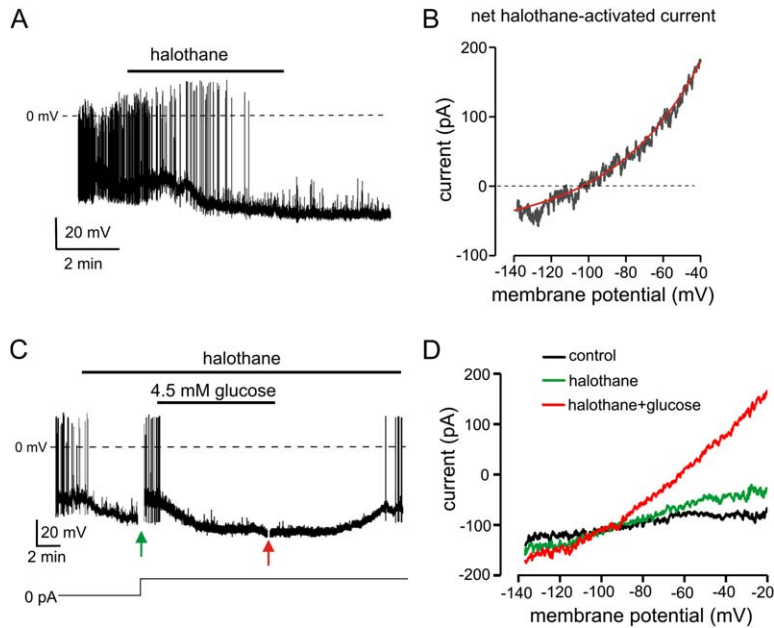 A
halothane
0 mV
20 mV
2 min
B
net halothane-activated current
current (pA)
200
100
0
-100
-140 -120 -100 -80 -60 -40
membrane potential (mV)
C
halothane
4.5 mM glucose
0 mV
20 mV
2 min
0 pA
D
control
halothane
halothane+glucose
current (pA)
200
100
0
-100
-200
-140 -120 -100 -80 -60 -40 -20
membrane potential (mV)